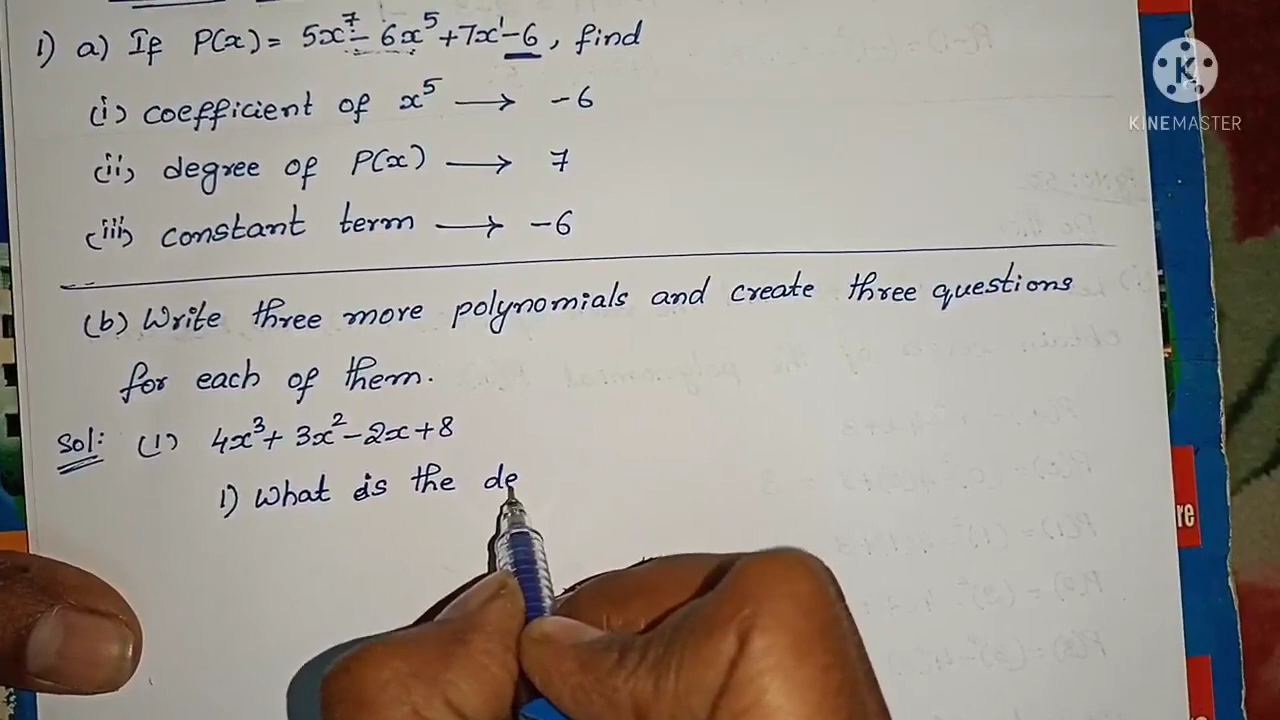 1) a) If P(x) = 5x⁷ - 6x⁵ + 7x¹ - 6, find
(i) coefficient of x⁵ → -6
(ii) degree of P(x) → 7
(iii) constant term → -6
(b) Write three more polynomials and create three questions
for each of them.
Sol: (1) 4x³ + 3x² - 2x + 8
1) What is the de
K
KINEMASTER
re